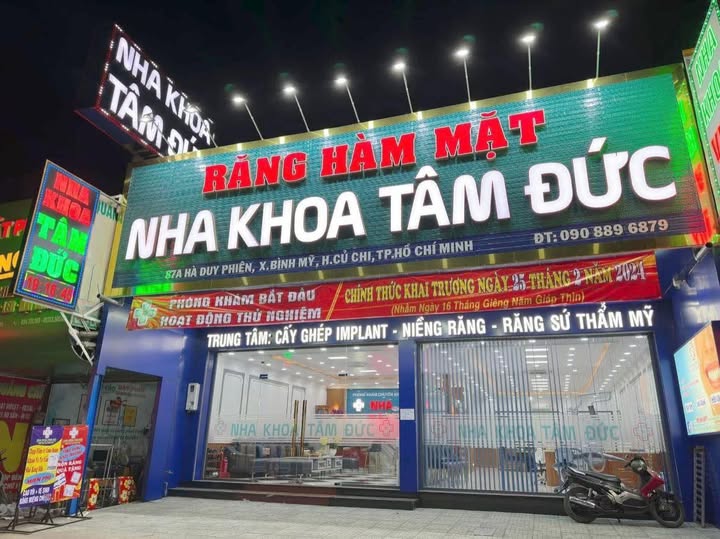 NHA KHOA
TÂM ĐỨC
RĂNG HÀM MẶT
NHA KHOA TÂM ĐỨC
87A HÀ DUY PHIÊN, X.BÌNH MỸ, H.CỦ CHI, TP.HỒ CHÍ MINH
ĐT: 090 889 6879
NHA
KHOA
TÂM
ĐỨC
PHÒNG KHÁM BẮT ĐẦU
HOẠT ĐỘNG THỬ NGHIỆM
CHÍNH THỨC KHAI TRƯƠNG NGÀY 25 THÁNG 2 NĂM 2024
(Nhằm Ngày 16 Tháng Giêng Năm Giáp Thìn)
TRUNG TÂM: CẤY GHÉP IMPLANT - NIỀNG RĂNG - RĂNG SỨ THẨM MỸ
NHA
NHA KHOA TÂM ĐỨC
NHA KHOA TÂM ĐỨC